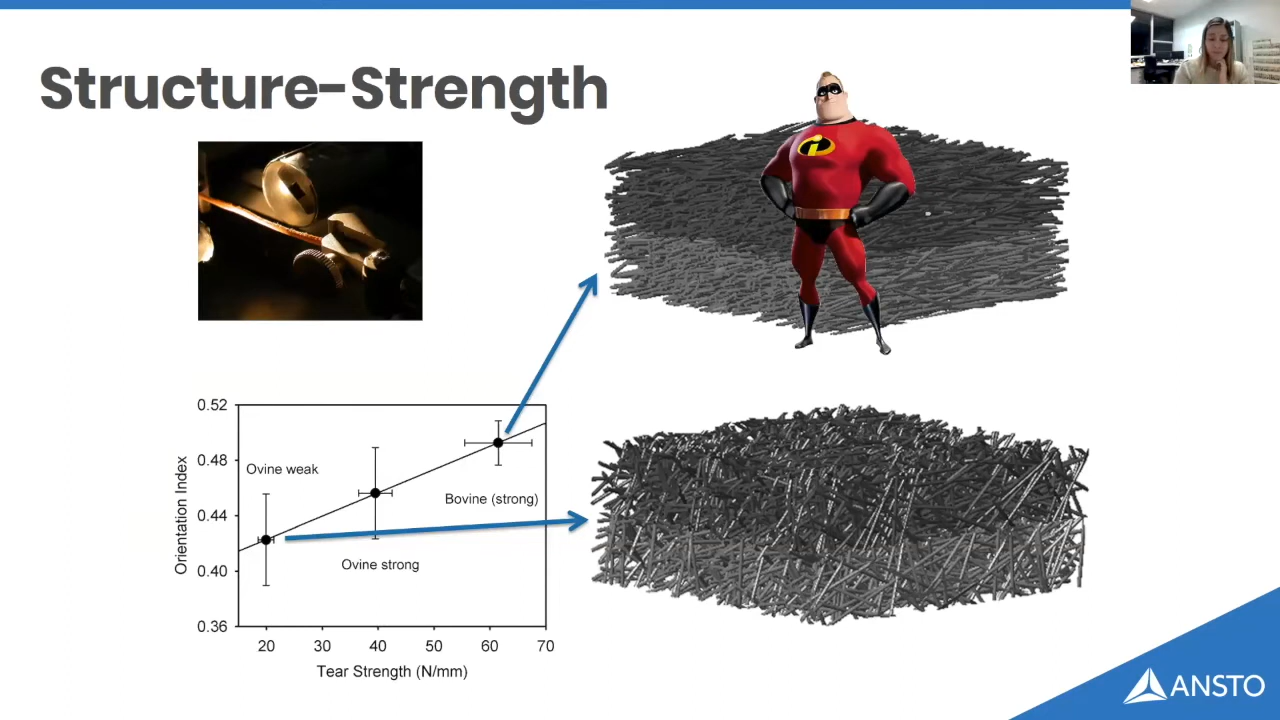 Structure-Strength
0.52
0.48
0.44
0.40
0.36
Orientation Index
Ovine weak
Bovine (strong)
Ovine strong
20 30 40 50 60 70
Tear Strength (N/mm)
ANSTO